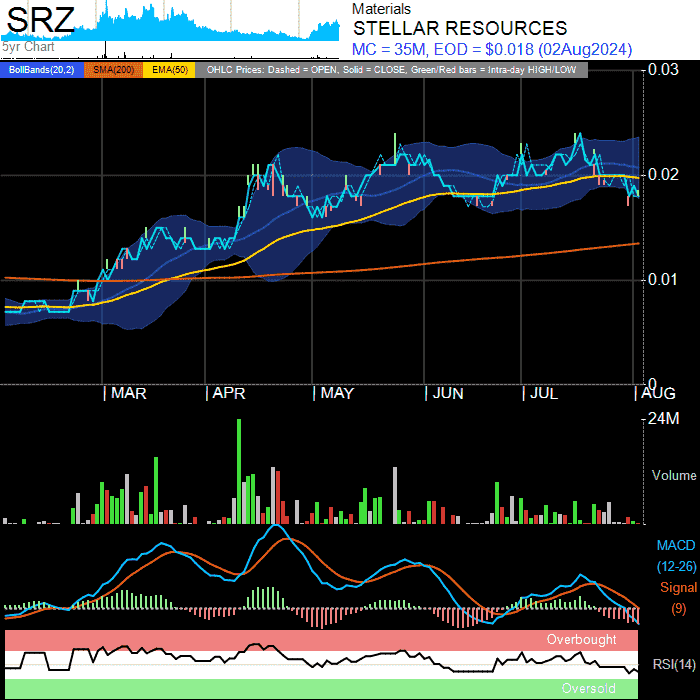 SRZ
5yr Chart
Materials
STELLAR RESOURCES
MC = 35M, EOD = $0.018 (02Aug2024)
BollBands(20,2) SMA(200) EMA(50) OHLC Prices: Dashed = OPEN, Solid = CLOSE, Green/Red bars = Intra-day HIGH/LOW
0.03
0.02
0.01
0
MAR APR MAY JUN JUL AUG
24M
Volume
MACD
(12-26)
Signal
(9)
Overbought
RSI(14)
Oversold